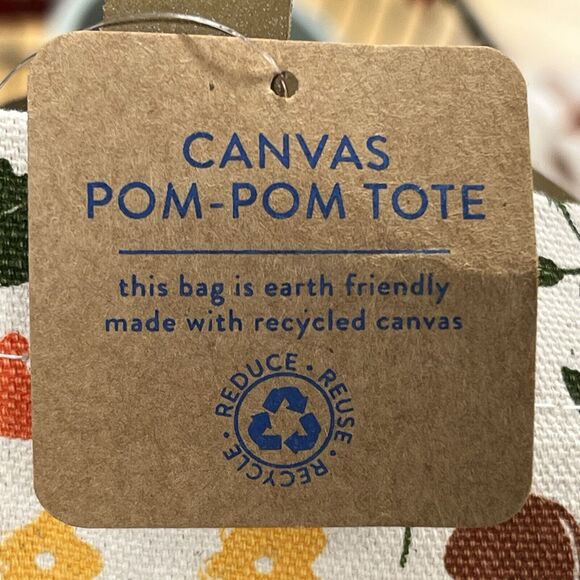 CANVAS
POM-POM TOTE
this bag is earth friendly
made with recycled canvas
REDUCE • REUSE • RECYCLE •